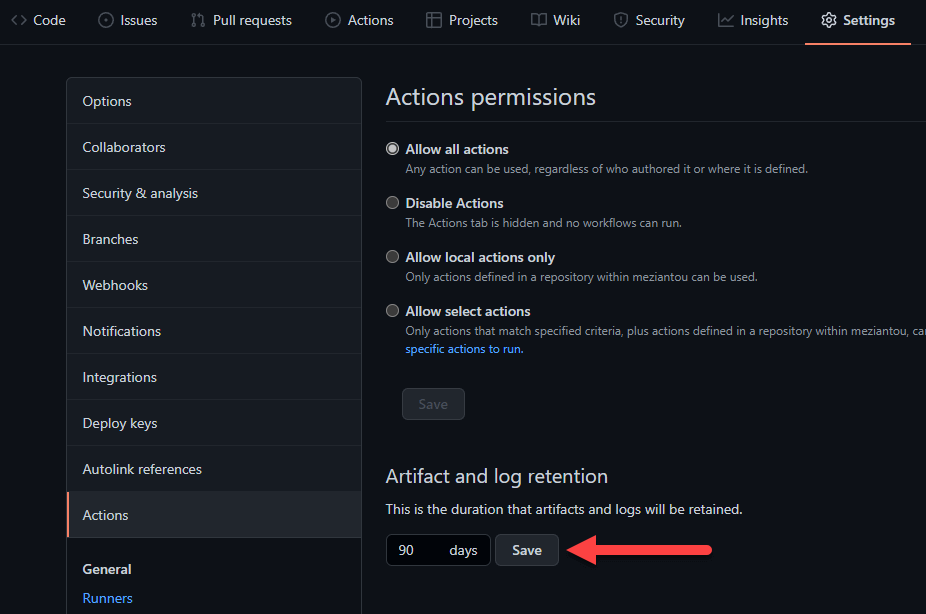 Code
Issues
Pull requests
Actions
Projects
Wiki
Security
Insights
Settings
Options
Collaborators
Security & analysis
Branches
Webhooks
Notifications
Integrations
Deploy keys
Autolink references
Actions
General
Runners
Actions permissions
Allow all actions
Any action can be used, regardless of who authored it or where it is defined.
Disable Actions
The Actions tab is hidden and no workflows can run.
Allow local actions only
Only actions defined in a repository within meziantou can be used.
Allow select actions
Only actions that match specified criteria, plus actions defined in a repository within meziantou,
specific actions to run.
Save
Artifact and log retention
This is the duration that artifacts and logs will be retained.
90 days
Save